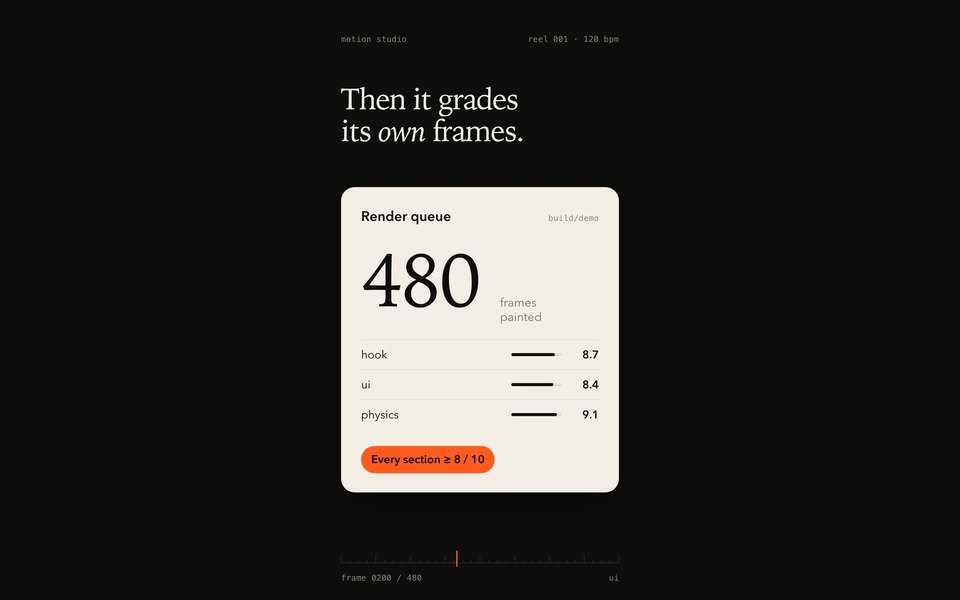 motion studio
reel 001 · 120 bpm
Then it grades
its own frames.
Render queue
build/demo
480
frames
painted
hook
8.7
ui
8.4
physics
9.1
Every section ≥ 8 / 10
frame 0200 / 480
ui